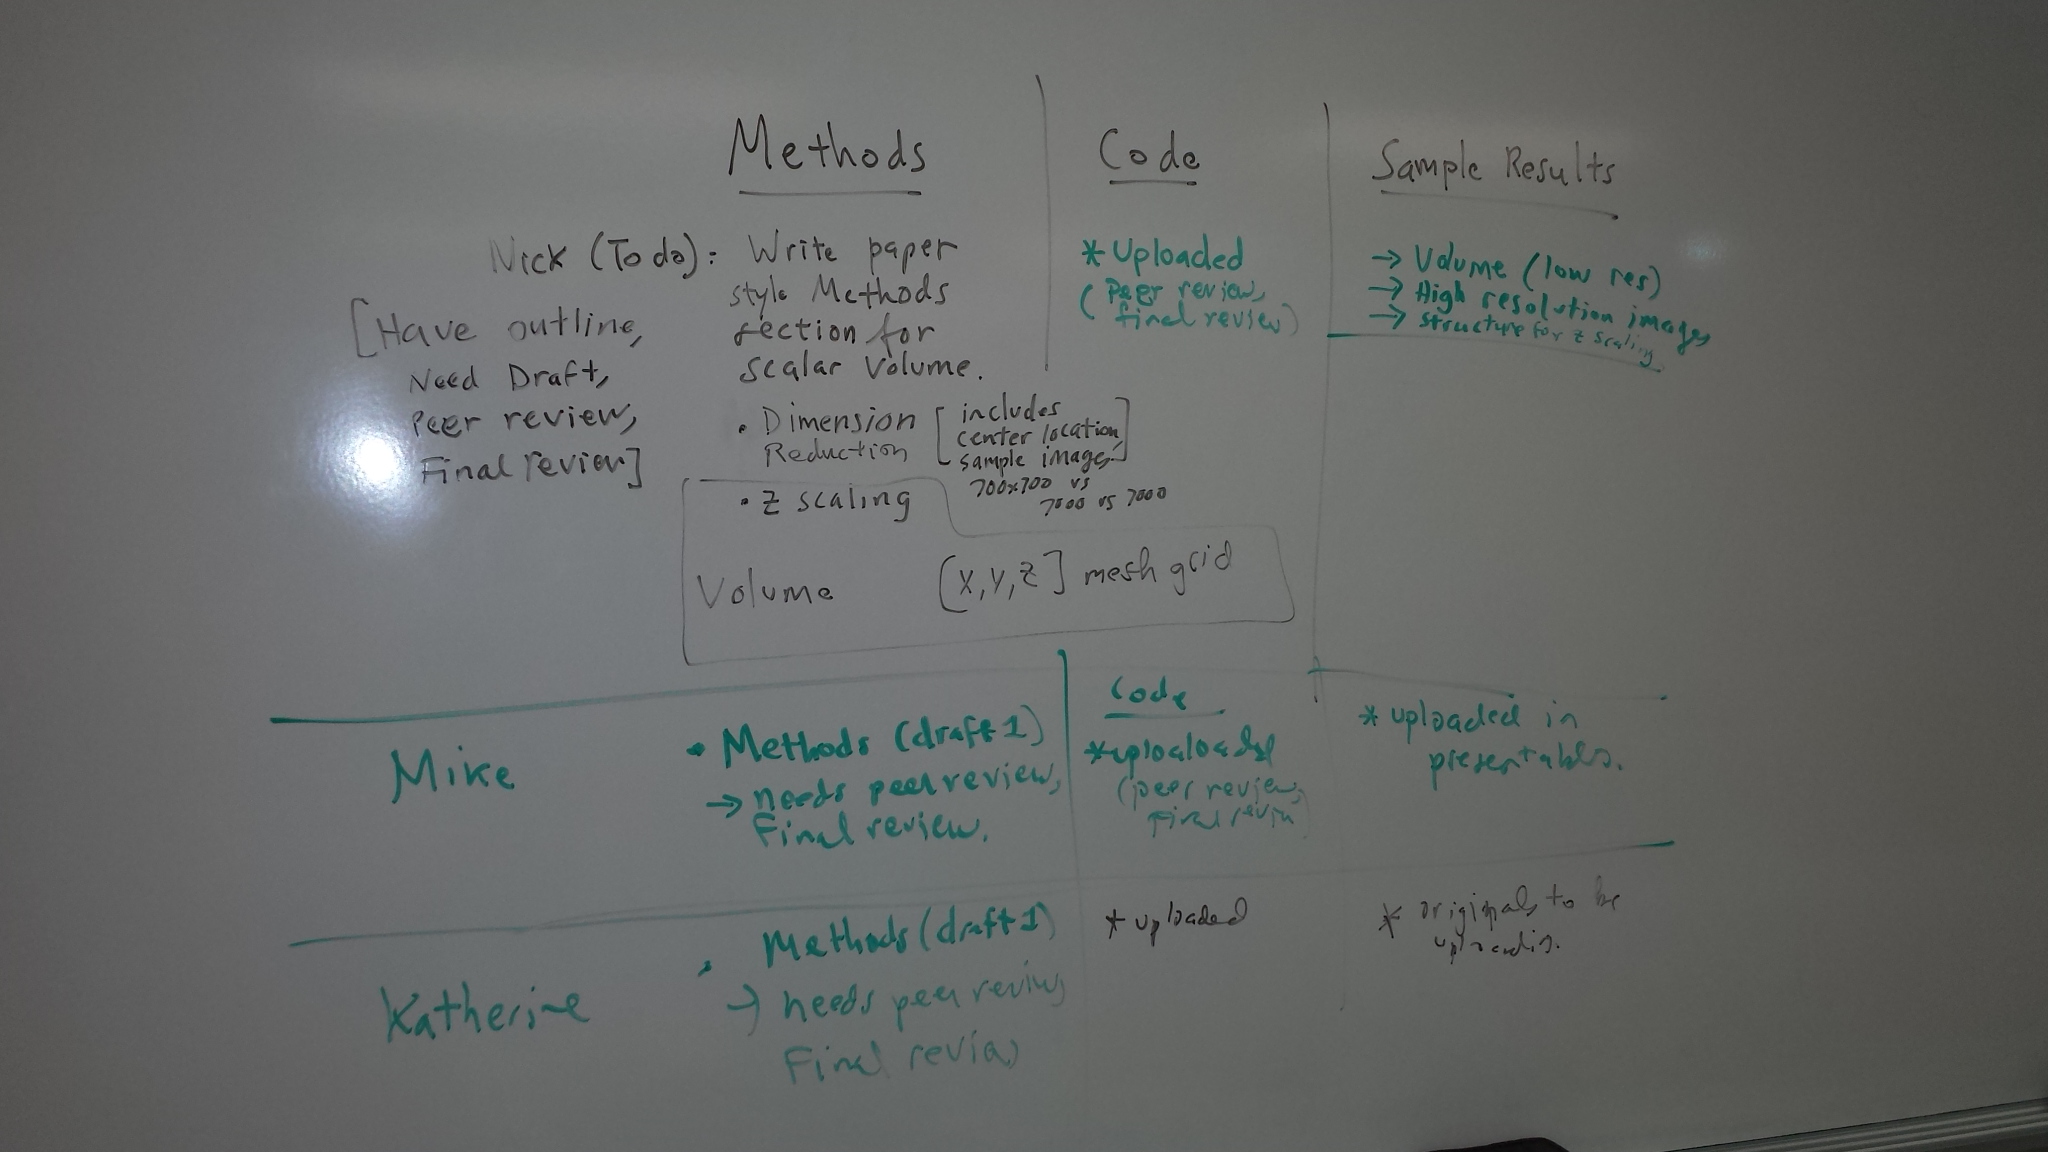 Methods
Code
Sample Results
Nick (To do):
[Have outline,
Need Draft,
Peer review,
Final review]
Write paper
style Methods
section for
scalar volume.
• Dimension
Reduction
[includes
center location,
sample images]
700x700 vs
7000 vs 7000
• z scaling
Volume [X,Y,Z] mesh grid
* Uploaded
(Peer review,
final review)
→ Volume (low res)
→ High resolution images
→ structure for z scaling
Mike
• Methods (draft 1)
→ needs peer review,
Final review.
Code
* uploaloaded
(peer review,
Final review)
* uploaded in
presentables.
Katherine
• Methods (draft 1)
→ needs peer review,
Final review
* uploaded
* originals to be